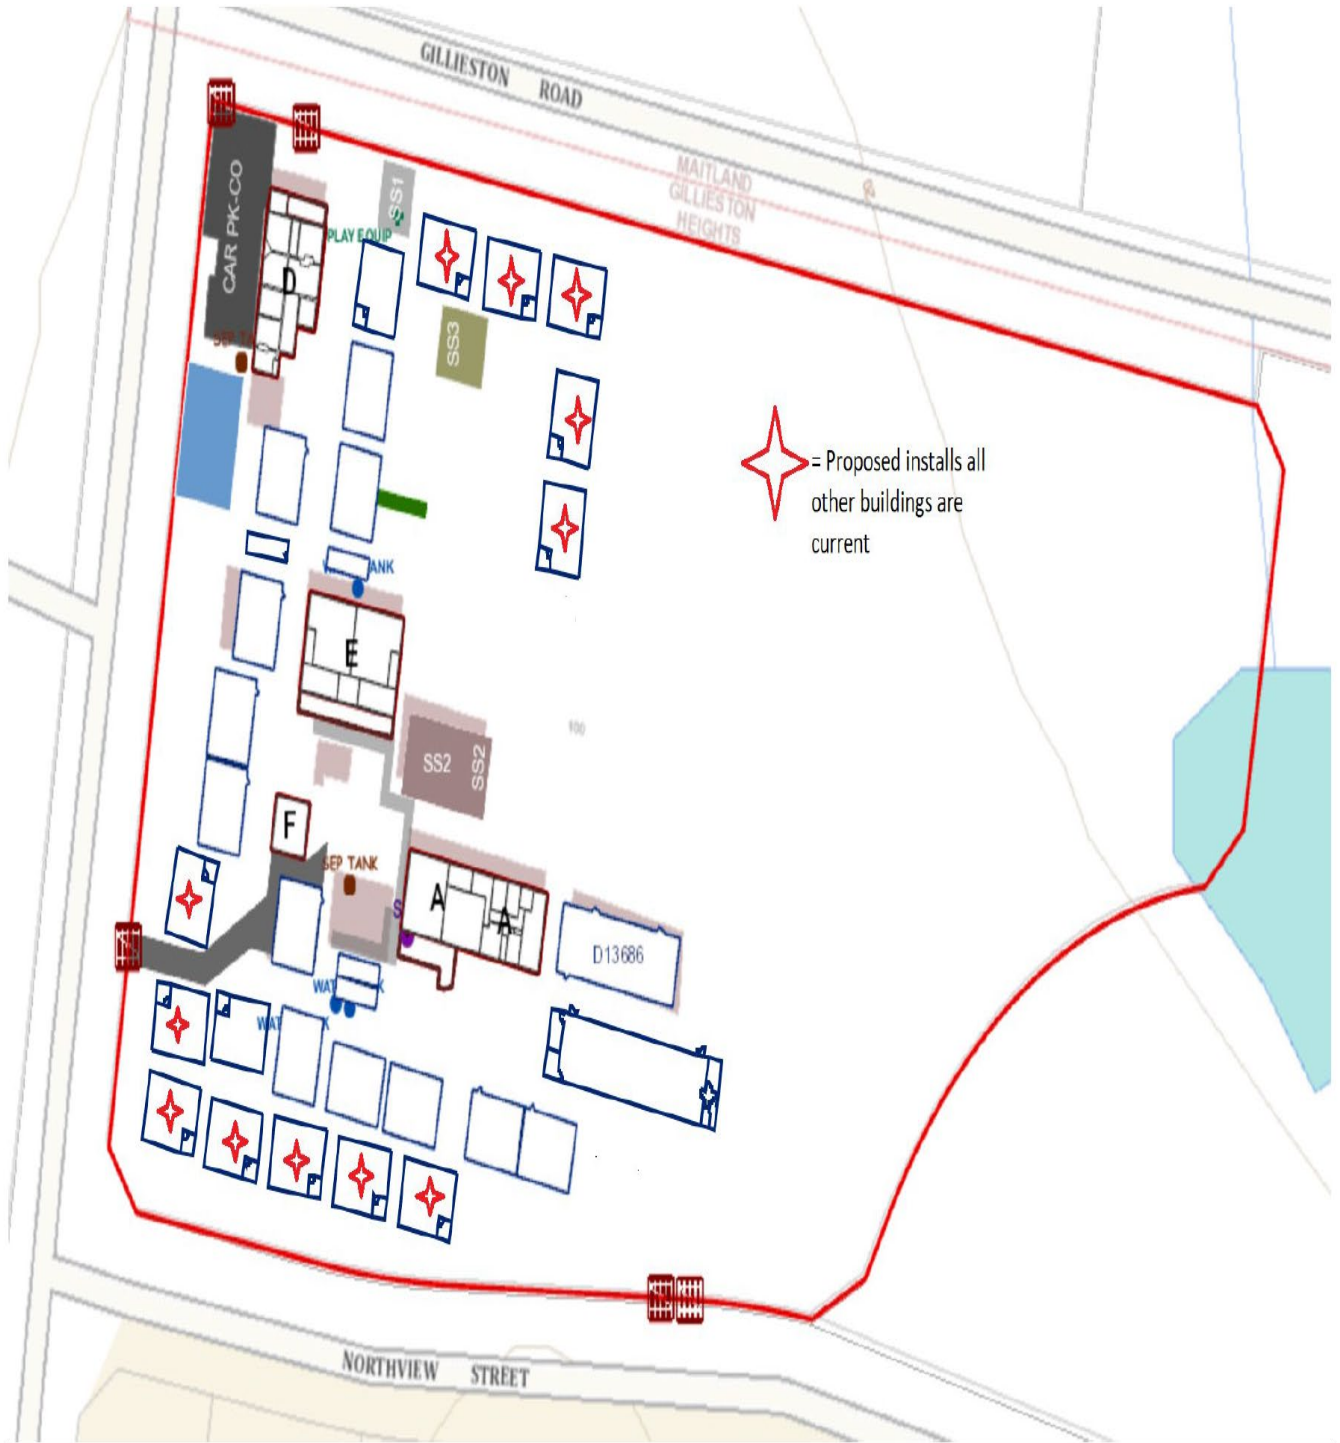 GILLIESTON ROAD
MAITLAND
GILLIESTON
HEIGHTS
CAR PK-CO
SS1
PLAY EQUIP
D
SS3
= Proposed installs all
other buildings are
current
E
SS2
SS2
100
F
SEP TANK
A
A
S
D13686
NORTHVIEW STREET